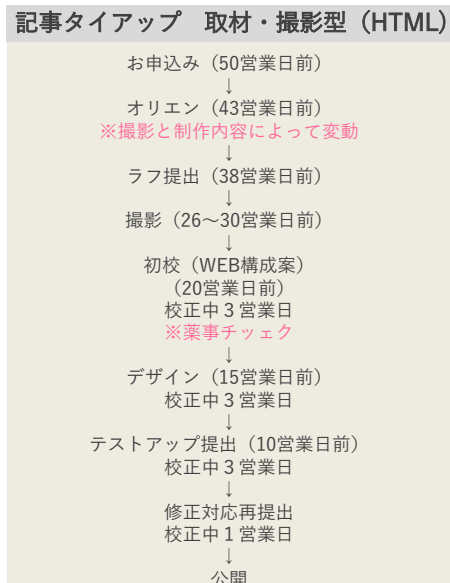 記事タイアップ　取材・撮影型（HTML）
お申込み（50営業日前）
↓
オリエン（43営業日前）
※撮影と制作内容によって変動
↓
ラフ提出（38営業日前）
↓
撮影（26～30営業日前）
↓
初校（WEB構成案）
（20営業日前）
校正中３営業日
※薬事チッェク
↓
デザイン（15営業日前）
校正中３営業日
↓
テストアップ提出（10営業日前）
校正中３営業日
↓
修正対応再提出
校正中１営業日
↓
公開